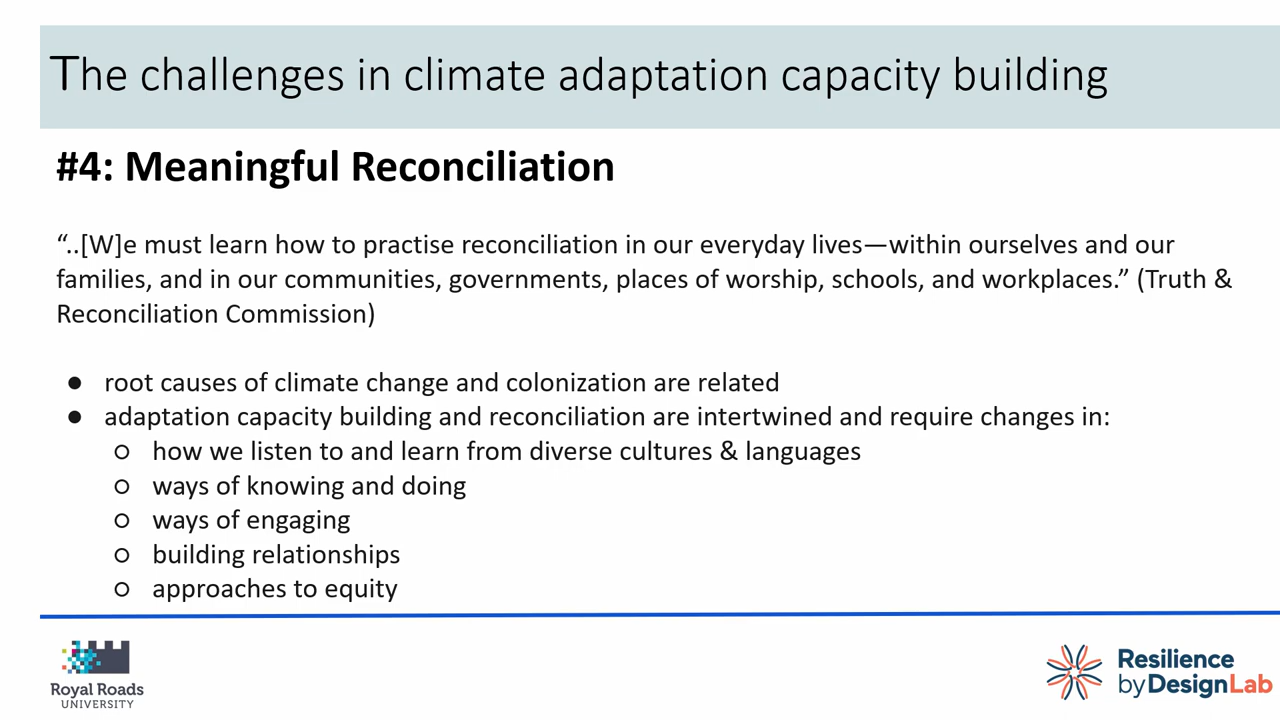 The challenges in climate adaptation capacity building
#4: Meaningful Reconciliation
“..[W]e must learn how to practise reconciliation in our everyday lives—within ourselves and our
families, and in our communities, governments, places of worship, schools, and workplaces.” (Truth &
Reconciliation Commission)
● root causes of climate change and colonization are related
● adaptation capacity building and reconciliation are intertwined and require changes in:
○ how we listen to and learn from diverse cultures & languages
○ ways of knowing and doing
○ ways of engaging
○ building relationships
○ approaches to equity
Royal Roads
UNIVERSITY
Resilience
byDesignLab